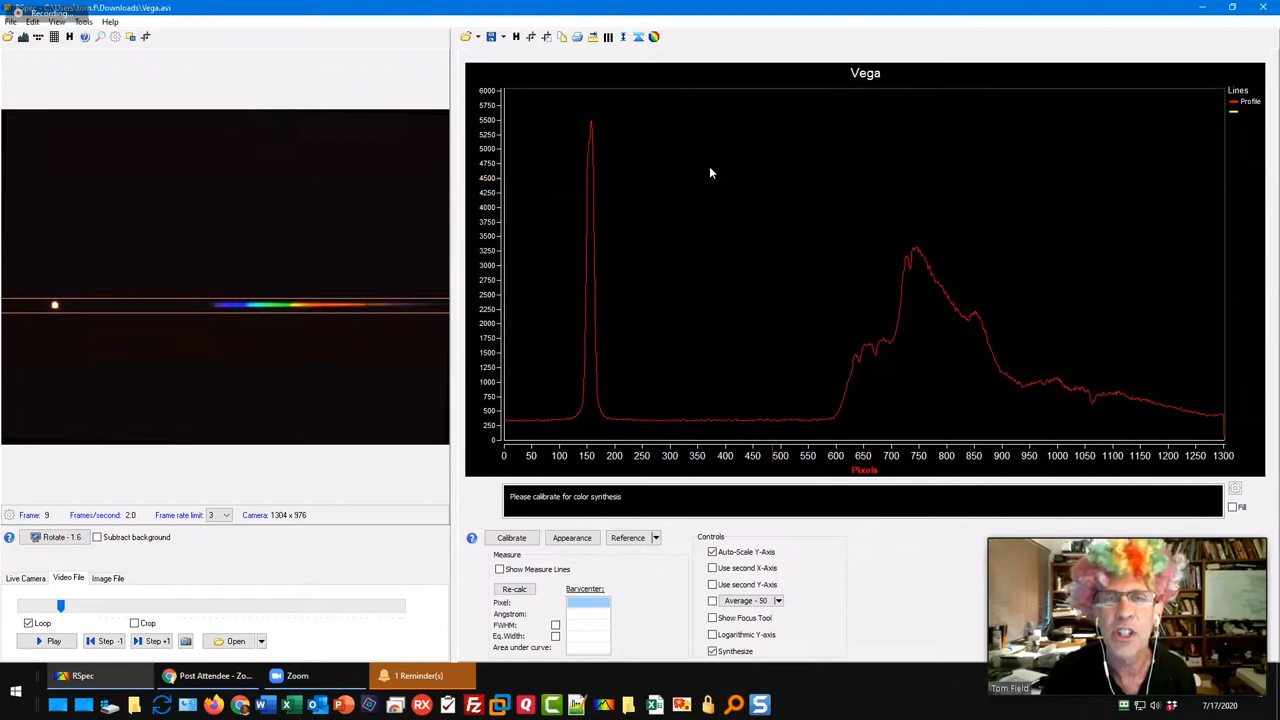 RSpec - C:\Users\tom.f\Downloads\Vega.avi
Recording...
File Edit View Tools Help
Vega
Lines
Profile
6000
5750
5500
5250
5000
4750
4500
4250
4000
3750
3500
3250
3000
2750
2500
2250
2000
1750
1500
1250
1000
750
500
250
0
0 50 100 150 200 250 300 350 400 450 500 550 600 650 700 750 800 850 900 950 1000 1050 1100 1150 1200 1250 1300
Pixels
Please calibrate for color synthesis
Fill
Frame: 9 Frames/second: 2.0 Frame rate limit: 3 Camera: 1304 x 976
Rotate - 1.6 Subtract background
Live Camera Video File Image File
Loop Crop
Play Step -1 Step +1 Open
Calibrate Appearance Reference
Measure
Show Measure Lines
Re-calc Barycenter:
Pixel:
Angstrom:
FWHM:
Eq.Width:
Area under curve:
Controls
Auto-Scale Y-Axis
Use second X-Axis
Use second Y-Axis
Average - 50
Show Focus Tool
Logarithmic Y-axis
Synthesize
Tom Field
RSpec Post Attendee - Zo... Zoom 1 Reminder(s)
7/17/2020